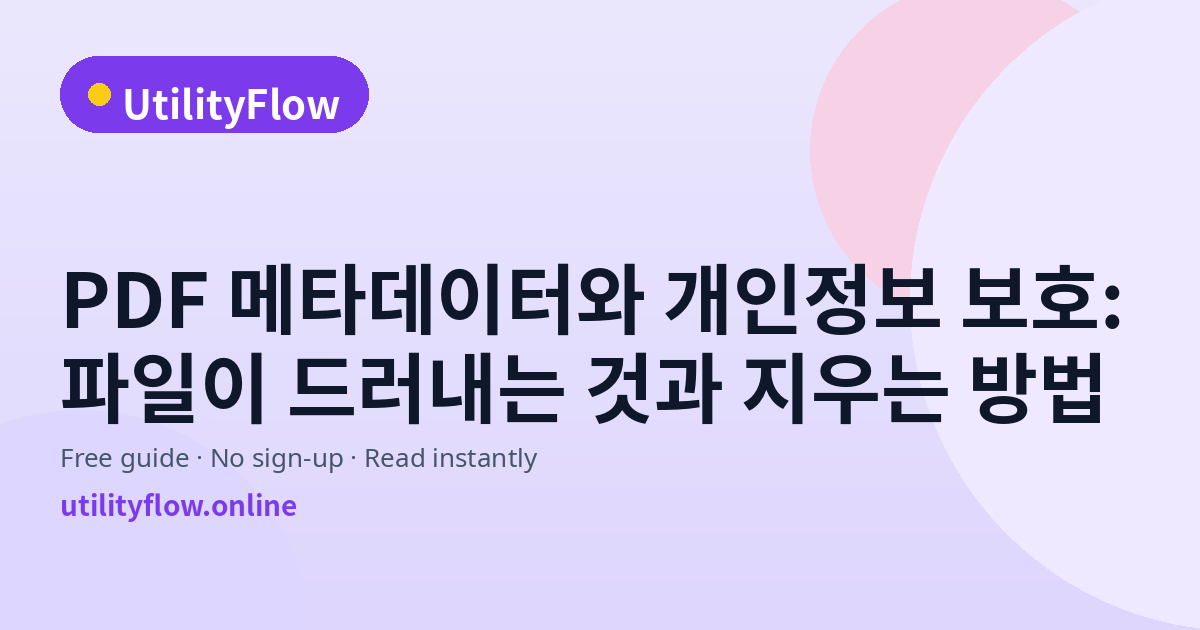 UtilityFlow
PDF 메타데이터와 개인정보 보호:
파일이 드러내는 것과 지우는 방법
Free guide · No sign-up · Read instantly
utilityflow.online